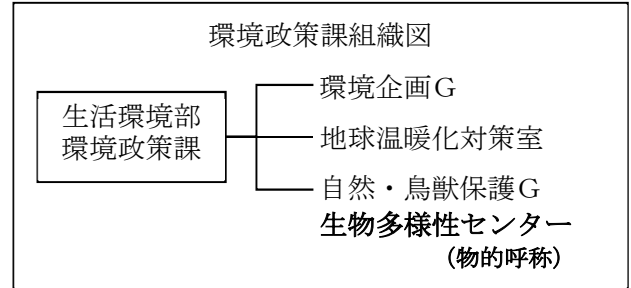 環境政策課組織図
環境企画G
生活環境部
環境政策課
地球温暖化対策室
自然・鳥獣保護G
生物多様性センター
(物的呼称)